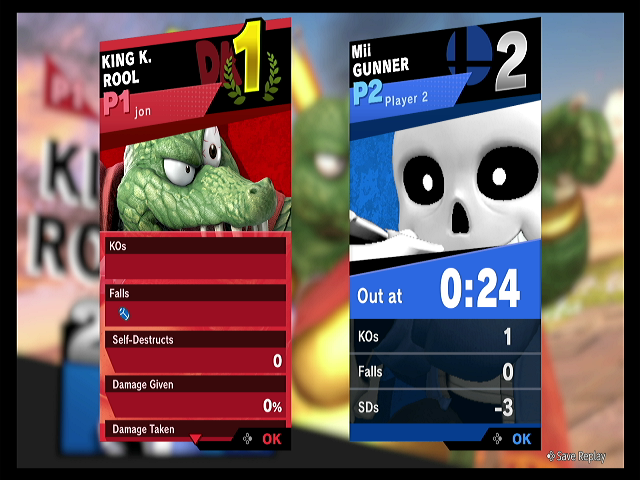 KING K.
ROOL
DK
1
P1 jon
KOs
Falls
Self-Destructs
0
Damage Given
0%
Damage Taken
OK
Mii
GUNNER
2
P2 Player 2
Out at 0:24
KOs 1
Falls 0
SDs -3
OK
Save Replay